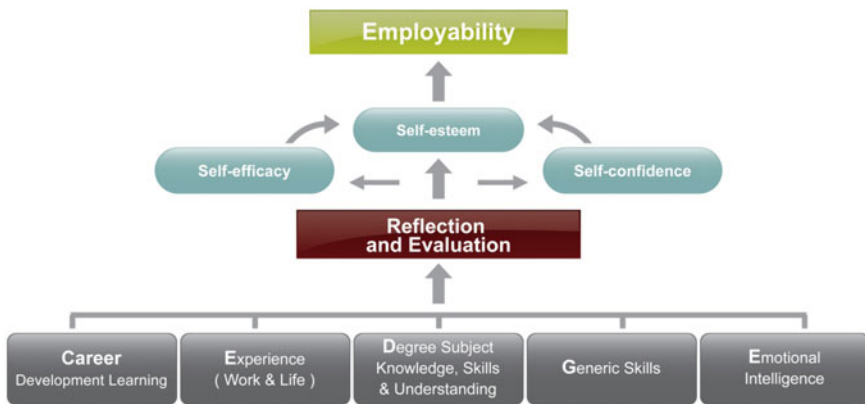 Employability
Self-esteem
Self-efficacy
Self-confidence
Reflection
and Evaluation
Career
Development Learning
Experience
( Work & Life )
Degree Subject
Knowledge, Skills
& Understanding
Generic Skills
Emotional
Intelligence